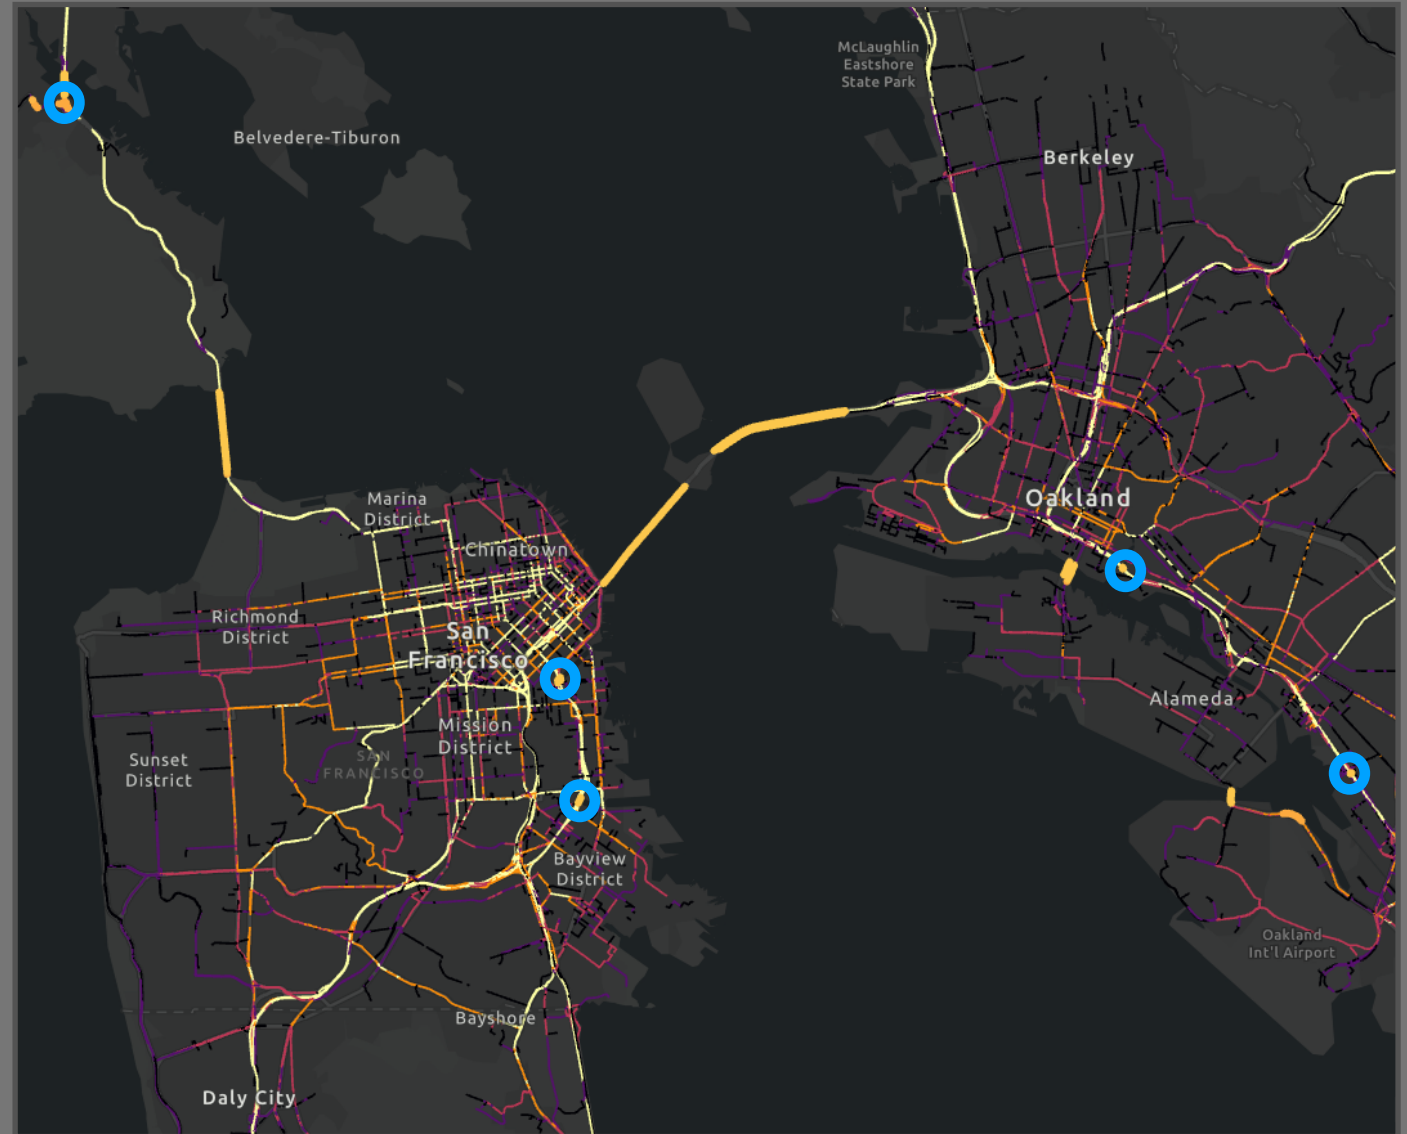 McLaughlin
Eastshore
State Park
Belvedere-Tiburon
Berkeley
Marina
District
Oakland
Chinatown
Richmond
District
San
Francisco
Alameda
Mission
District
Sunset
District
SAN
FRANCISCO
Bayview
District
Oakland
Int'l Airport
Bayshore
Daly City